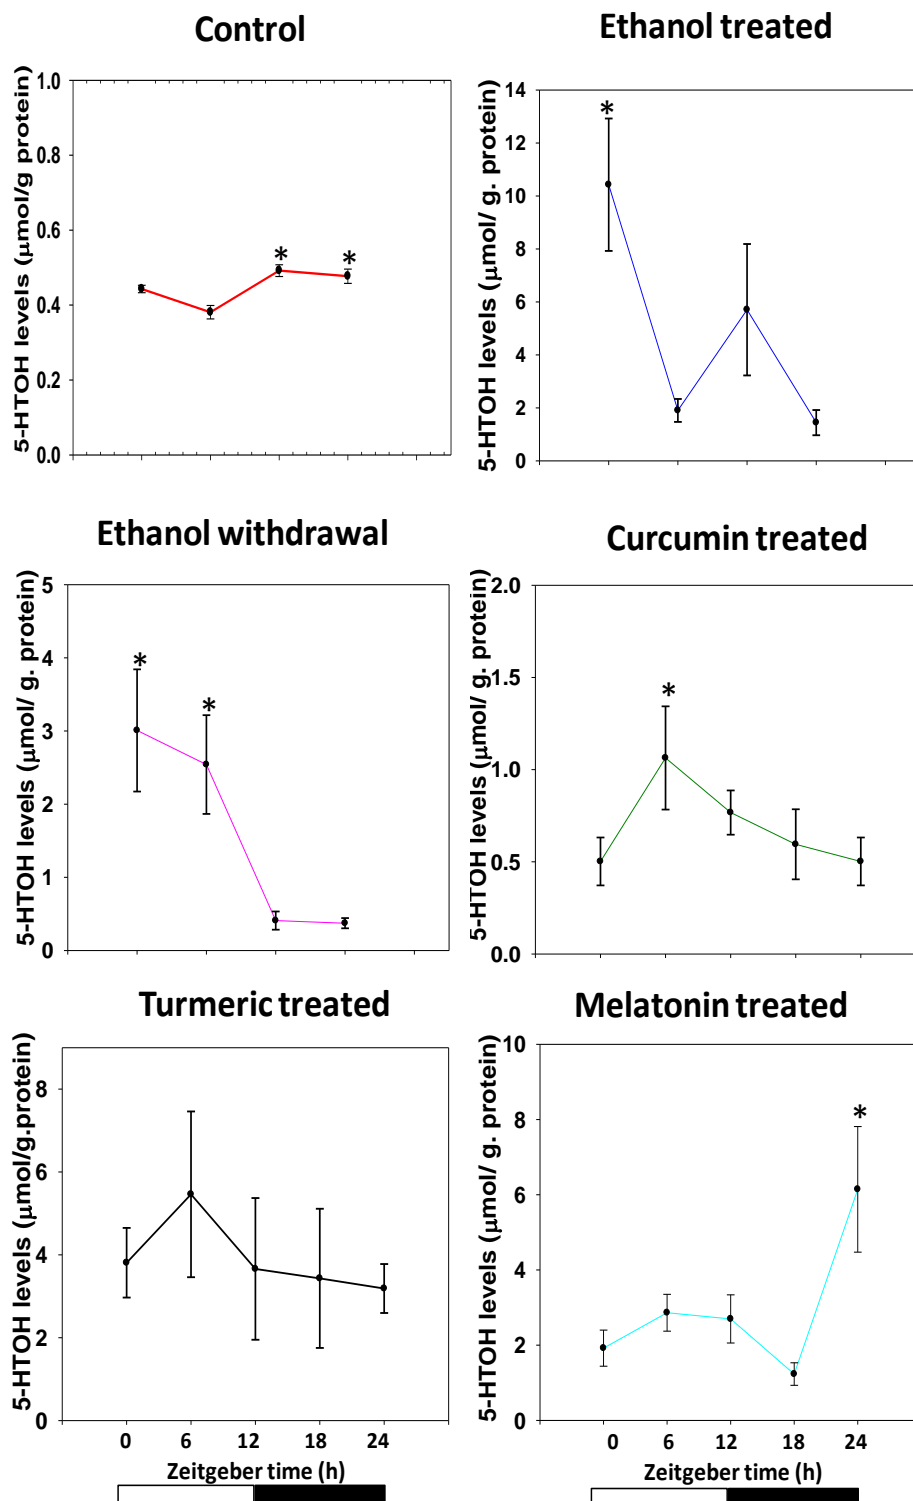 Control
5-HTOH levels (μmol/g protein)
1.0
0.8
0.6
0.4
0.2
0.0
*
*
Ethanol treated
5-HTOH levels (μmol/ g. protein)
14
12
10
8
6
4
2
0
*
Ethanol withdrawal
5-HTOH levels (μmol/ g. protein)
5
4
3
2
1
0
*
*
Curcumin treated
5-HTOH levels (μmol/ g. protein)
2.0
1.5
1.0
0.5
0.0
*
Turmeric treated
5-HTOH levels (μmol/g.protein)
8
6
4
2
0
0 6 12 18 24
Zeitgeber time (h)
Melatonin treated
5-HTOH levels (μmol/ g. protein)
10
8
6
4
2
0
*
0 6 12 18 24
Zeitgeber time (h)